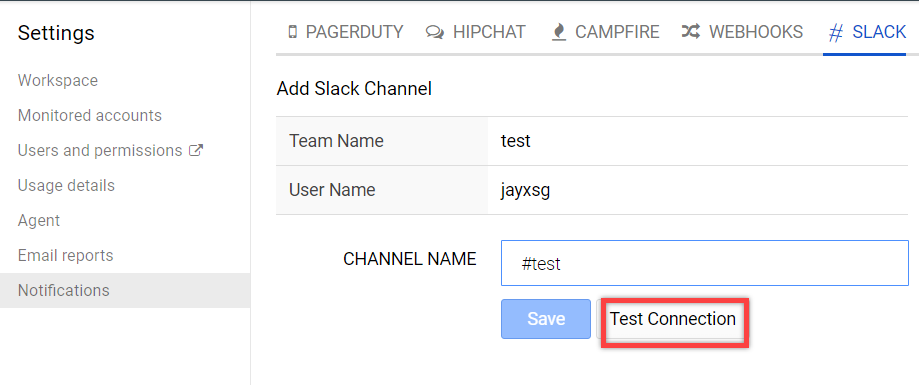 Settings
Workspace
Monitored accounts
Users and permissions
Usage details
Agent
Email reports
Notifications
PAGERDUTY HIPCHAT CAMPFIRE WEBHOOKS # SLACK
Add Slack Channel
Team Name test
User Name jayxsg
CHANNEL NAME #test
Save Test Connection